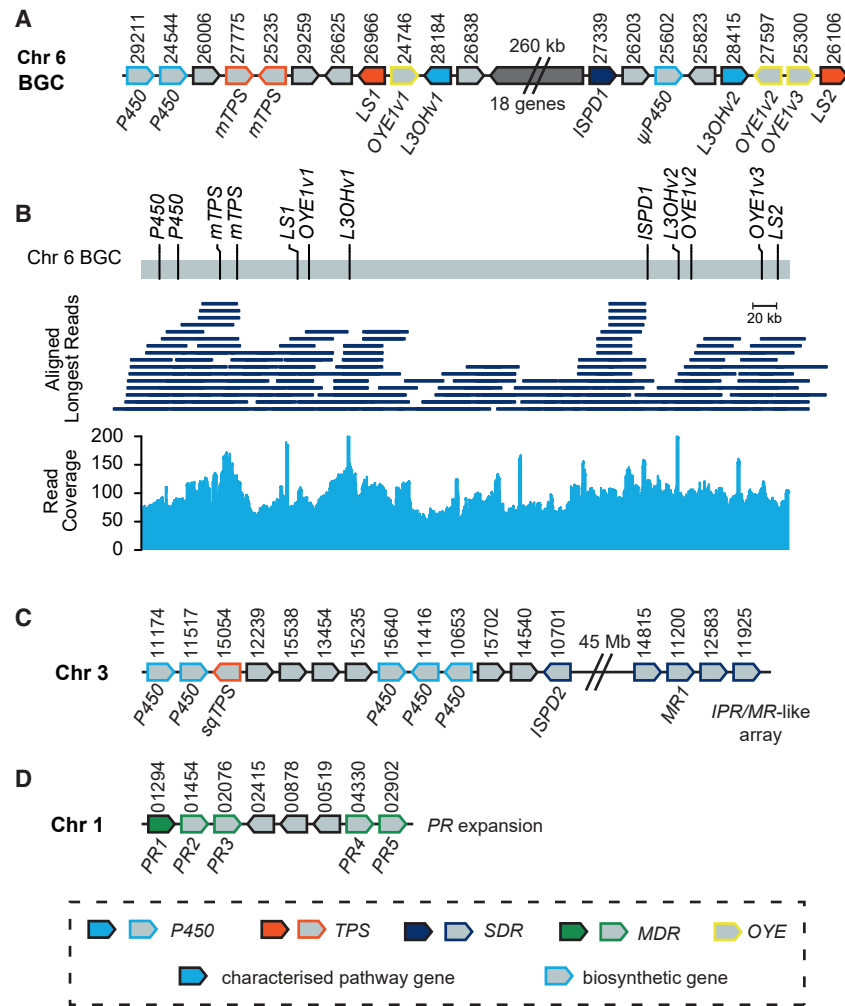 A
Chr 6
BGC
29211 24544 26006 27775 25235 29259 26625 26966 24746 28184 26838 260 kb 27339 26203 25602 25823 28415 27597 25300 26106
18 genes
P450 P450 mTPS mTPS LS1 OYE1v1 L3OHv1 ISPD1 ψP450 L3OHv2 OYE1v2 OYE1v3 LS2
B
P450 P450 mTPS mTPS LS1 OYE1v1 L3OHv1 ISPD1 L3OHv2 OYE1v2 OYE1v3 LS2
Chr 6 BGC
20 kb
Aligned
Longest Reads
Read
Coverage
200
150
100
50
0
C
11174 11517 15054 12239 15538 13454 15235 15640 11416 10653 15702 14540 10701 45 Mb 14815 11200 12583 11925
Chr 3
P450 P450 sqTPS P450 P450 P450 ISPD2 MR1 IPR/MR-like
array
D
01294 01454 02076 02415 00878 00519 04330 02902
Chr 1
PR expansion
PR1 PR2 PR3 PR4 PR5
P450 TPS SDR MDR OYE
characterised pathway gene biosynthetic gene